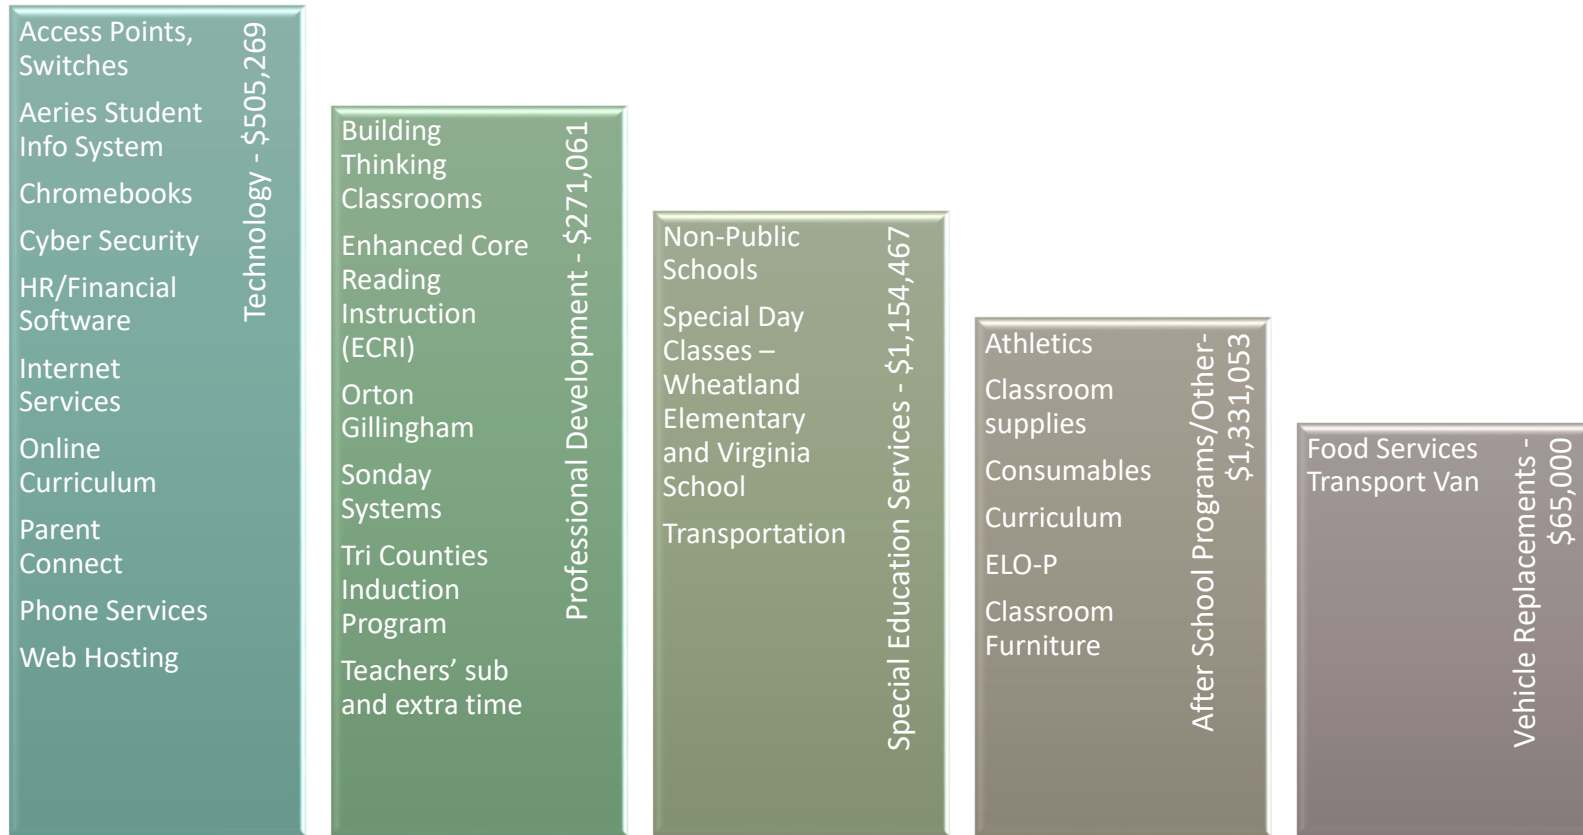 Access Points,
Switches
Aeries Student
Info System
Chromebooks
Cyber Security
HR/Financial
Software
Internet
Services
Online
Curriculum
Parent
Connect
Phone Services
Web Hosting
Technology - $505,269
Building
Thinking
Classrooms
Enhanced Core
Reading
Instruction
(ECRI)
Orton
Gillingham
Sonday
Systems
Tri Counties
Induction
Program
Teachers’ sub
and extra time
Professional Development - $271,061
Non-Public
Schools
Special Day
Classes –
Wheatland
Elementary
and Virginia
School
Transportation
Special Education Services - $1,154,467
Athletics
Classroom
supplies
Consumables
Curriculum
ELO-P
Classroom
Furniture
After School Programs/Other-
$1,331,053
Food Services
Transport Van
Vehicle Replacements -
$65,000